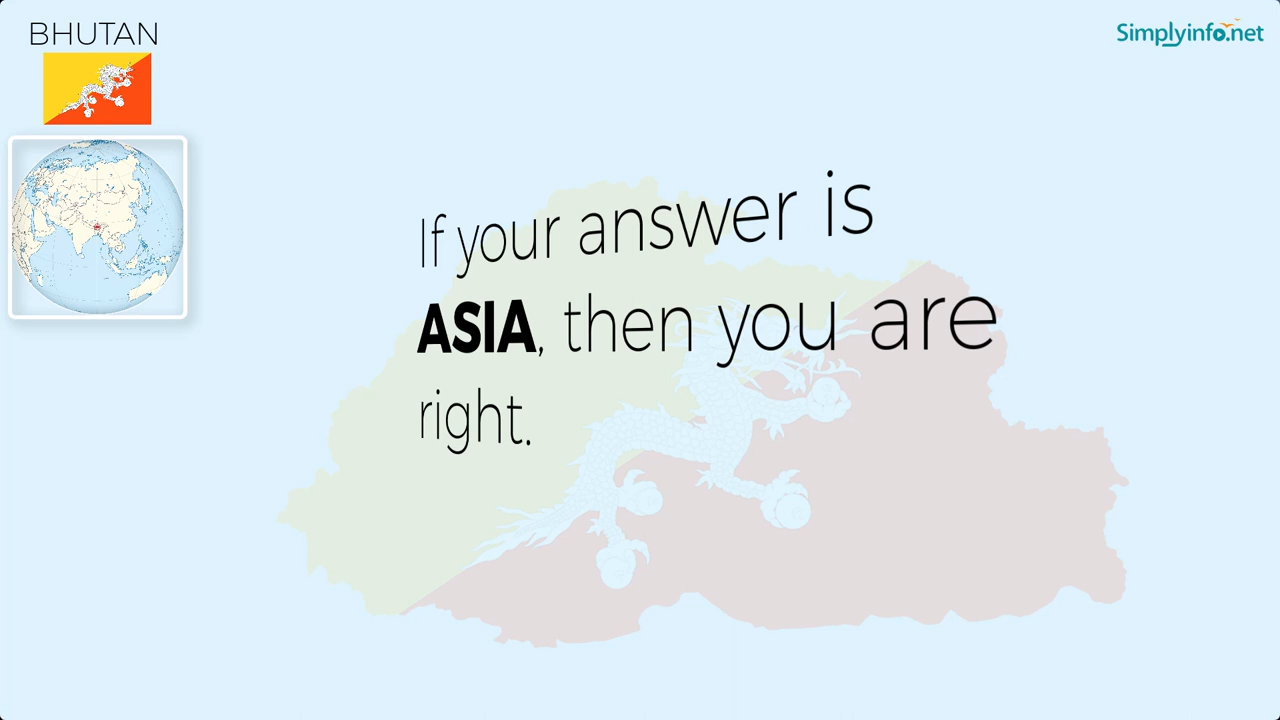 BHUTAN
Simplyinfo.net
If your answer is
ASIA, then you are
right.